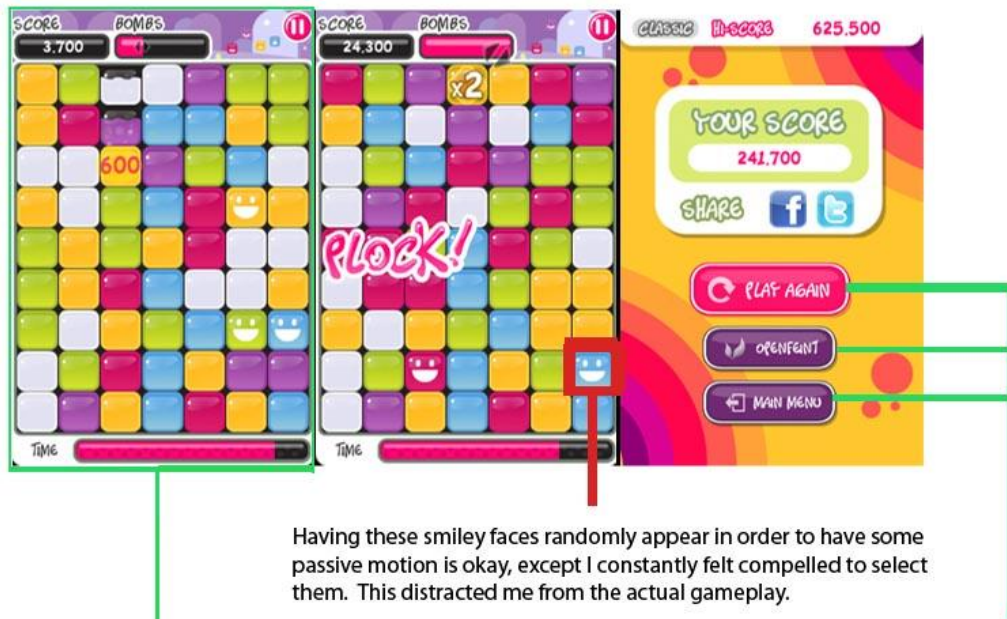 SCORE BOMBS
3,700
600
TIME
SCORE BOMBS
24,300
x2
PLOCK!
TIME
CLASSIC HI-SCORE 625,500
YOUR SCORE
241,700
SHARE f t
PLAY AGAIN
OPENFEINT
MAIN MENU
Having these smiley faces randomly appear in order to have some
passive motion is okay, except I constantly felt compelled to select
them. This distracted me from the actual gameplay.